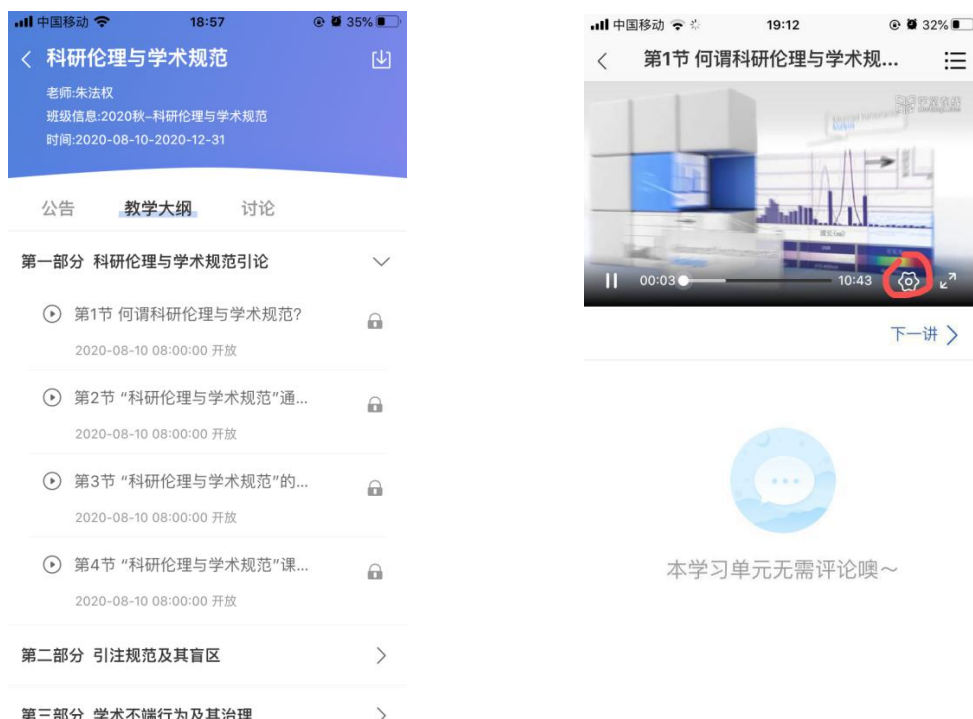 中国移动 18:57 35%
科研伦理与学术规范
老师:朱法权
班级信息:2020秋-科研伦理与学术规范
时间:2020-08-10-2020-12-31
公告 教学大纲 讨论
第一部分 科研伦理与学术规范引论
第1节 何谓科研伦理与学术规范?
2020-08-10 08:00:00 开放
第2节 “科研伦理与学术规范”通...
2020-08-10 08:00:00 开放
第3节 “科研伦理与学术规范”的...
2020-08-10 08:00:00 开放
第4节 “科研伦理与学术规范”课...
2020-08-10 08:00:00 开放
第二部分 引注规范及其盲区
第三部分 学术不端行为及其治理
中国移动 19:12 32%
第1节 何谓科研伦理与学术规...
学堂在线
00:03 10:43
下一讲
本学习单元无需评论噢～